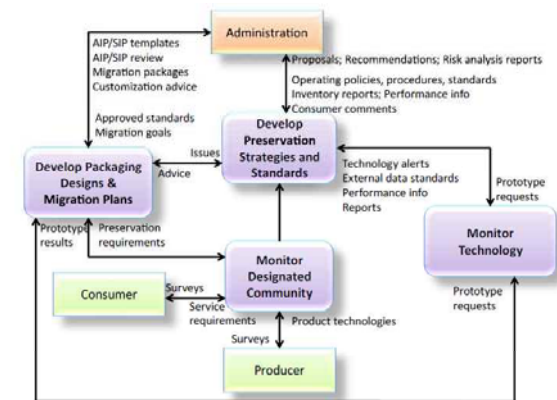 Administration
AIP/SIP templates
AIP/SIP review
Migration packages
Customization advice
Proposals; Recommendations; Risk analysis reports
Operating policies, procedures, standards
Inventory reports; Performance info
Consumer comments
Approved standards
Migration goals
Develop
Preservation
Strategies and
Standards
Issues
Advice
Develop Packaging
Designs &
Migration Plans
Technology alerts
External data standards
Performance info
Reports
Prototype
requests
Monitor
Technology
Prototype
results
Preservation
requirements
Monitor
Designated
Community
Consumer
Surveys
Service
requirements
Product technologies
Surveys
Producer
Prototype
requests